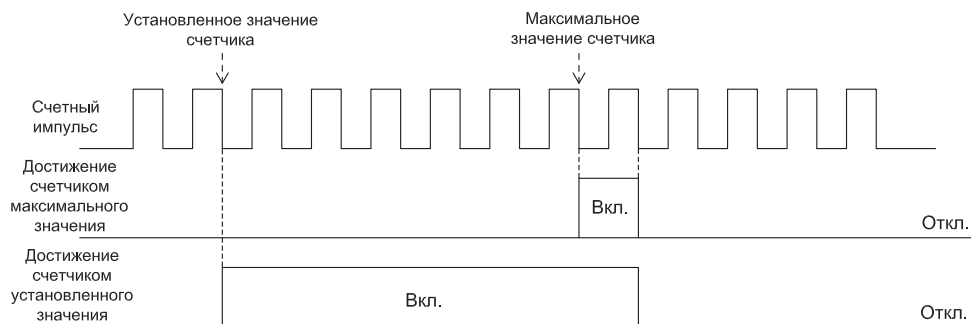 Установленное значение
счетчика
Максимальное
значение счетчика
Счетный
импульс
Достижение
счетчиком
максимального
значения
Вкл.
Откл.
Достижение
счетчиком
установленного
значения
Вкл.
Откл.